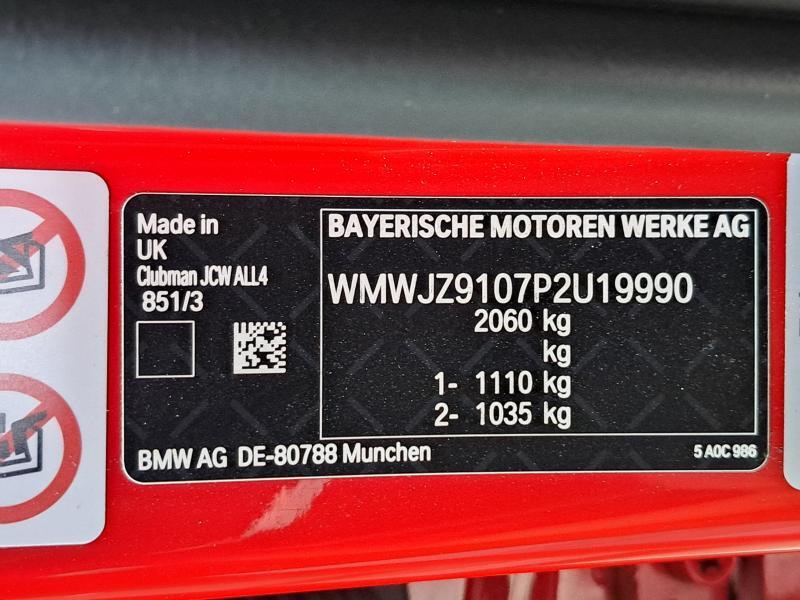 Made in
UK
Clubman JCW ALL4
851/3
BAYERISCHE MOTOREN WERKE AG
WMWJZ9107P2U19990
2060 kg
kg
1- 1110 kg
2- 1035 kg
BMW AG DE-80788 Munchen
5 A0C 986